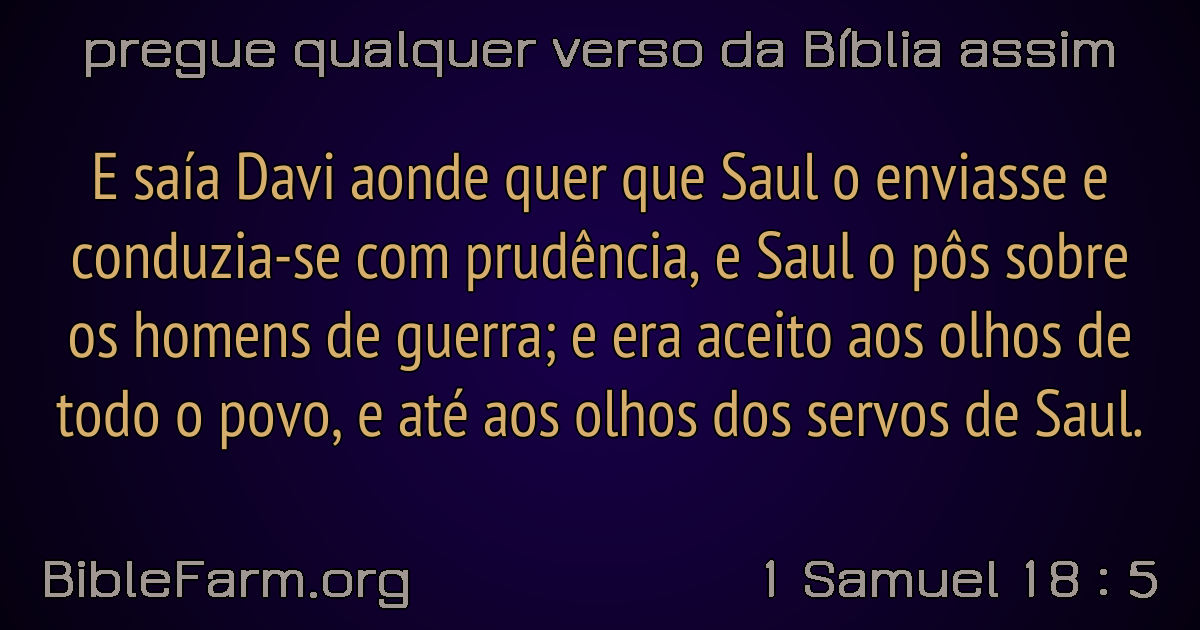 pregue qualquer verso da Bíblia assim
E saía Davi aonde quer que Saul o enviasse e
conduzia-se com prudência, e Saul o pôs sobre
os homens de guerra; e era aceito aos olhos de
todo o povo, e até aos olhos dos servos de Saul.
BibleFarm.org
1 Samuel 18 : 5